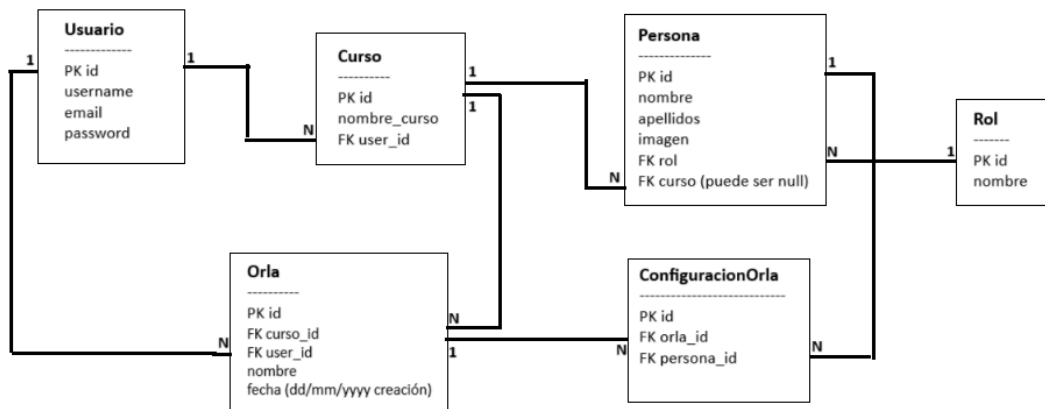 Usuario
-------------
PK id
username
email
password
1
1
N
Curso
----------
PK id
nombre_curso
FK user_id
1
1
N
Persona
--------------
PK id
nombre
apellidos
imagen
FK rol
FK curso (puede ser null)
1
N
1
Rol
-------
PK id
nombre
Orla
----------
PK id
FK curso_id
FK user_id
nombre
fecha (dd/mm/yyyy creación)
N
N
1
ConfiguracionOrla
----------------------------
PK id
FK orla_id
FK persona_id
N
N